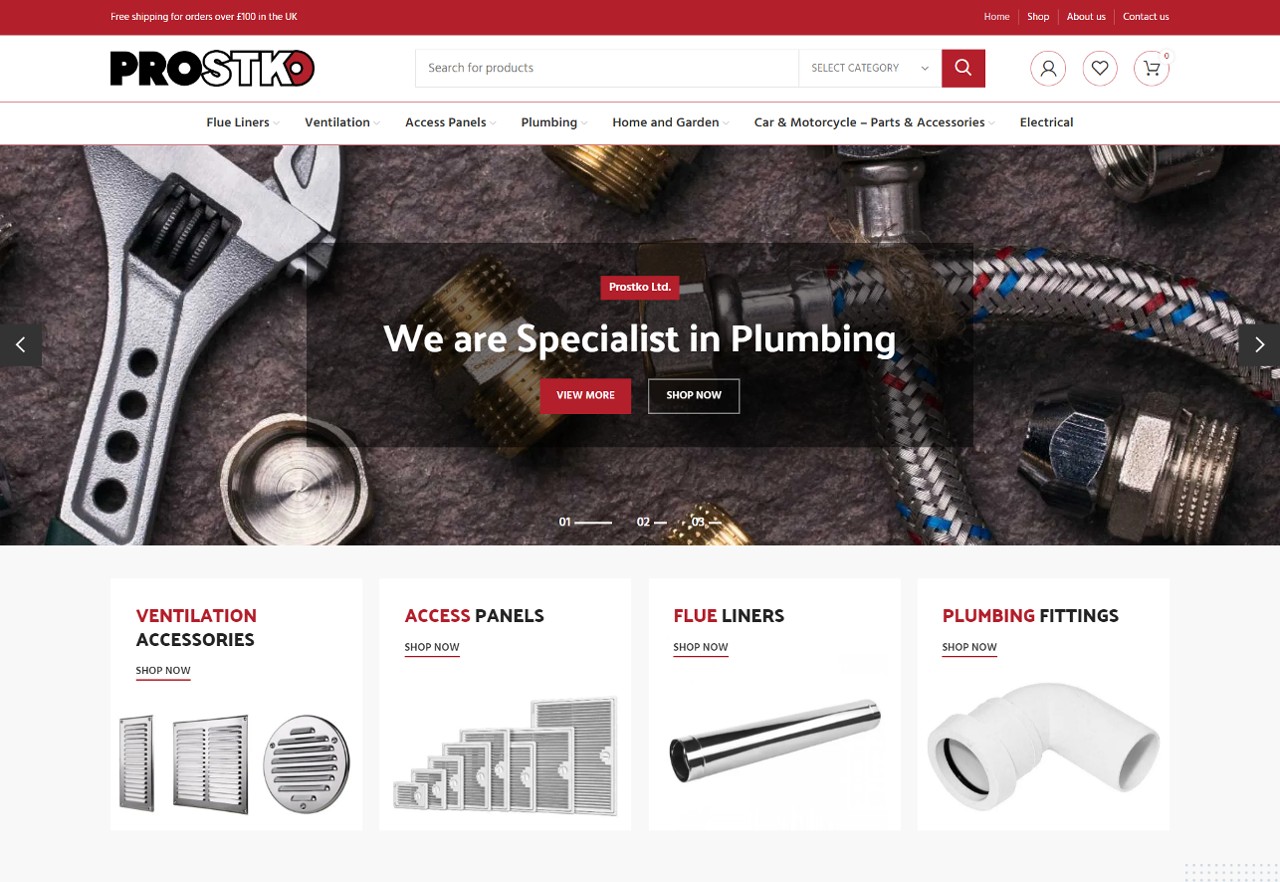 Free shipping for orders over £100 in the UK
Home
Shop
About us
Contact us
PROSTKO
Search for products
SELECT CATEGORY
0
Flue Liners
Ventilation
Access Panels
Plumbing
Home and Garden
Car & Motorcycle – Parts & Accessories
Electrical
Prostko Ltd.
We are Specialist in Plumbing
VIEW MORE
SHOP NOW
01
02
03
VENTILATION
ACCESSORIES
SHOP NOW
ACCESS PANELS
SHOP NOW
FLUE LINERS
SHOP NOW
PLUMBING FITTINGS
SHOP NOW